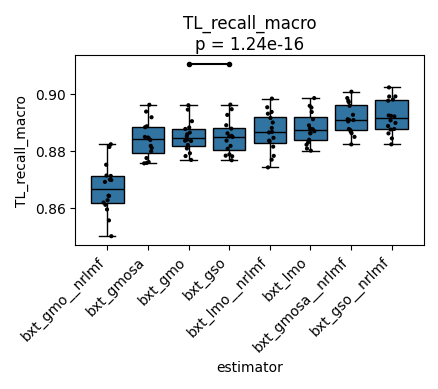 TL_recall_macro
p = 1.24e-16
TL_recall_macro
0.90
0.88
0.86
bxt_gmo__nrlmf
bxt_gmosa
bxt_gmo
bxt_gso
bxt_lmo__nrlmf
bxt_lmo
bxt_gmosa__nrlmf
bxt_gso__nrlmf
estimator